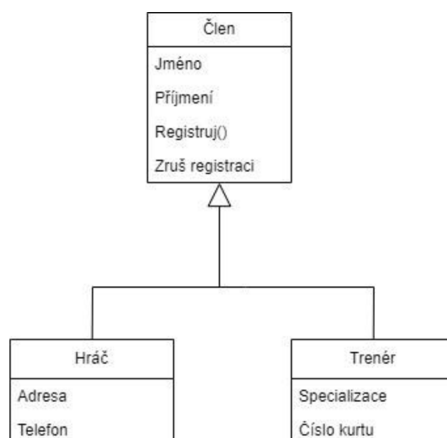 Člen
Jméno
Příjmení
Registruj()
Zruš registraci
Hráč
Trenér
Adresa
Specializace
Telefon
Číslo kurtu